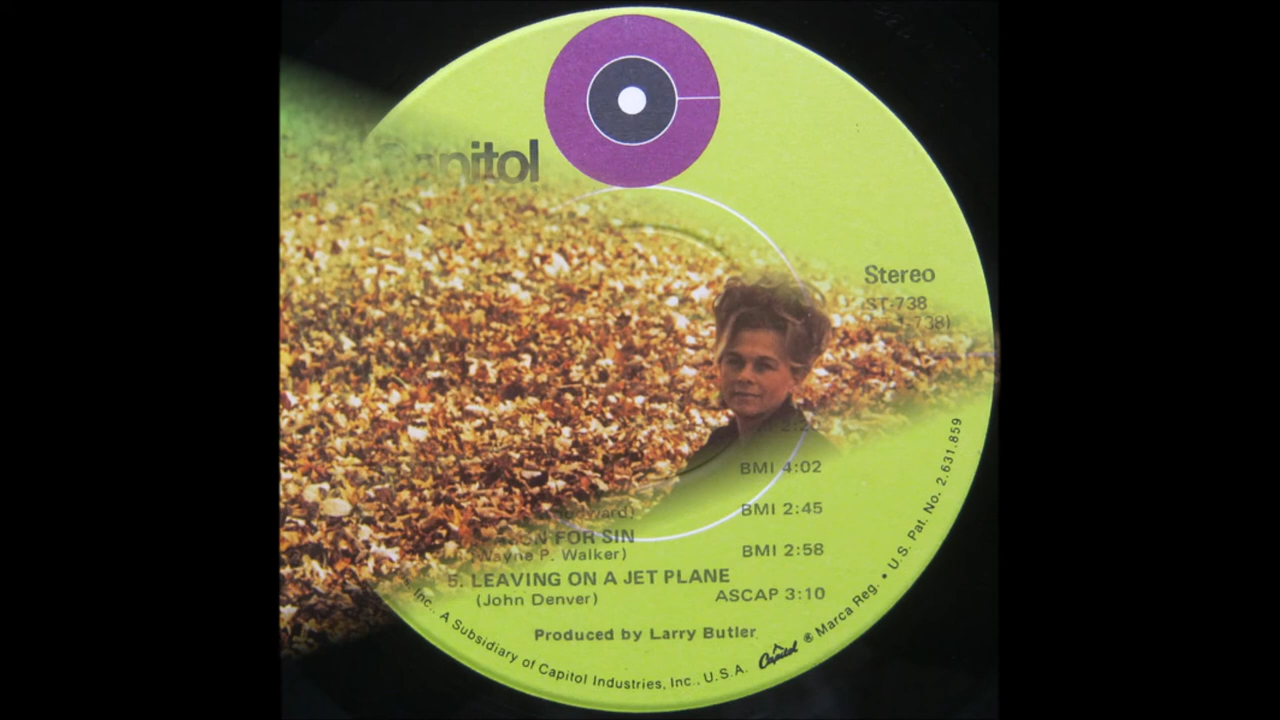 Capitol
Stereo
ST-738
738)
BMI 4:02
BMI 2:45
FOR SIN
(Wayne P. Walker)
BMI 2:58
5. LEAVING ON A JET PLANE
(John Denver)
ASCAP 3:10
Produced by Larry Butler
Inc., A Subsidiary of Capitol Industries, Inc., U.S.A. Capitol ® Marca Reg. • U.S. Pat. No. 2,631,859